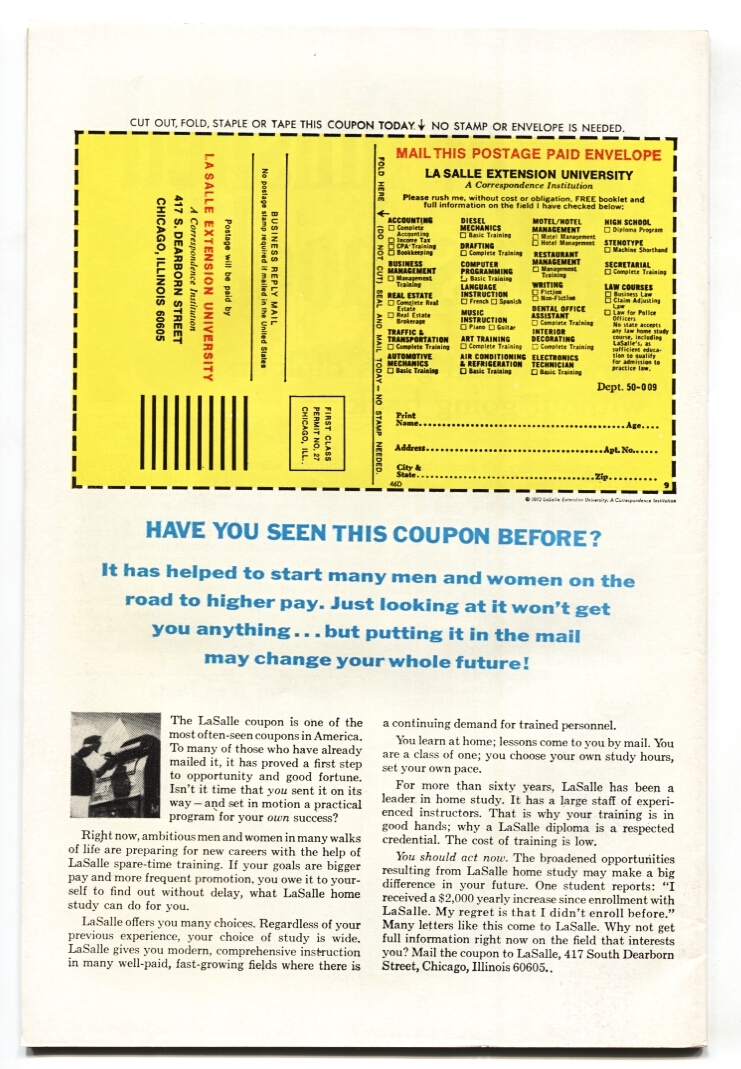 CUT OUT, FOLD, STAPLE OR TAPE THIS COUPON TODAY. ↓ NO STAMP OR ENVELOPE IS NEEDED.
LA SALLE EXTENSION UNIVERSITY
A Correspondence Institution
417 S. DEARBORN STREET
CHICAGO, ILLINOIS 60605
Postage will be paid by
BUSINESS REPLY MAIL
No postage stamp required if mailed in the United States
FIRST CLASS
PERMIT NO. 27
CHICAGO, ILL.
FOLD HERE ↓ (DO NOT CUT) SEAL AND MAIL TODAY — NO STAMP NEEDED.
MAIL THIS POSTAGE PAID ENVELOPE
LA SALLE EXTENSION UNIVERSITY
A Correspondence Institution
Please rush me, without cost or obligation, FREE booklet and
full information on the field I have checked below:
ACCOUNTING
☐ Complete
Accounting
☐ Income Tax
☐ CPA Training
☐ Bookkeeping
BUSINESS
MANAGEMENT
☐ Management
Training
REAL ESTATE
☐ Complete Real
Estate
☐ Real Estate
Brokerage
TRAFFIC &
TRANSPORTATION
☐ Complete Training
AUTOMOTIVE
MECHANICS
☐ Basic Training
DIESEL
MECHANICS
☐ Basic Training
DRAFTING
☐ Complete Training
COMPUTER
PROGRAMMING
☐ Basic Training
LANGUAGE
INSTRUCTION
☐ French ☐ Spanish
MUSIC
INSTRUCTION
☐ Piano ☐ Guitar
ART TRAINING
☐ Complete Training
AIR CONDITIONING
& REFRIGERATION
☐ Basic Training
MOTEL/HOTEL
MANAGEMENT
☐ Motel Management
☐ Hotel Management
RESTAURANT
MANAGEMENT
☐ Management
Training
WRITING
☐ Fiction
☐ Non-Fiction
DENTAL OFFICE
ASSISTANT
☐ Complete Training
INTERIOR
DECORATING
☐ Complete Training
ELECTRONICS
TECHNICIAN
☐ Basic Training
HIGH SCHOOL
☐ Diploma Program
STENOTYPE
☐ Machine Shorthand
SECRETARIAL
☐ Complete Training
LAW COURSES
☐ Business Law
☐ Claim Adjusting
Law
☐ Law for Police
Officers
No state accepts
any law home study
course, including
LaSalle's, as
sufficient educa-
tion to qualify
for admission to
practice law.
Dept. 50-009
Print
Name.......... Age....
Address.......... Apt. No......
City &
State.......... Zip..........
46D
9
© 1972 LaSalle Extension University, A Correspondence Institution
HAVE YOU SEEN THIS COUPON BEFORE?
It has helped to start many men and women on the
road to higher pay. Just looking at it won't get
you anything...but putting it in the mail
may change your whole future!
The LaSalle coupon is one of the
most often-seen coupons in America.
To many of those who have already
mailed it, it has proved a first step
to opportunity and good fortune.
Isn't it time that you sent it on its
way – and set in motion a practical
program for your own success?
Right now, ambitious men and women in many walks
of life are preparing for new careers with the help of
LaSalle spare-time training. If your goals are bigger
pay and more frequent promotion, you owe it to your-
self to find out without delay, what LaSalle home
study can do for you.
LaSalle offers you many choices. Regardless of your
previous experience, your choice of study is wide.
LaSalle gives you modern, comprehensive instruction
in many well-paid, fast-growing fields where there is
a continuing demand for trained personnel.
You learn at home; lessons come to you by mail. You
are a class of one; you choose your own study hours,
set your own pace.
For more than sixty years, LaSalle has been a
leader in home study. It has a large staff of experi-
enced instructors. That is why your training is in
good hands; why a LaSalle diploma is a respected
credential. The cost of training is low.
You should act now. The broadened opportunities
resulting from LaSalle home study may make a big
difference in your future. One student reports: "I
received a $2,000 yearly increase since enrollment with
LaSalle. My regret is that I didn't enroll before."
Many letters like this come to LaSalle. Why not get
full information right now on the field that interests
you? Mail the coupon to LaSalle, 417 South Dearborn
Street, Chicago, Illinois 60605..